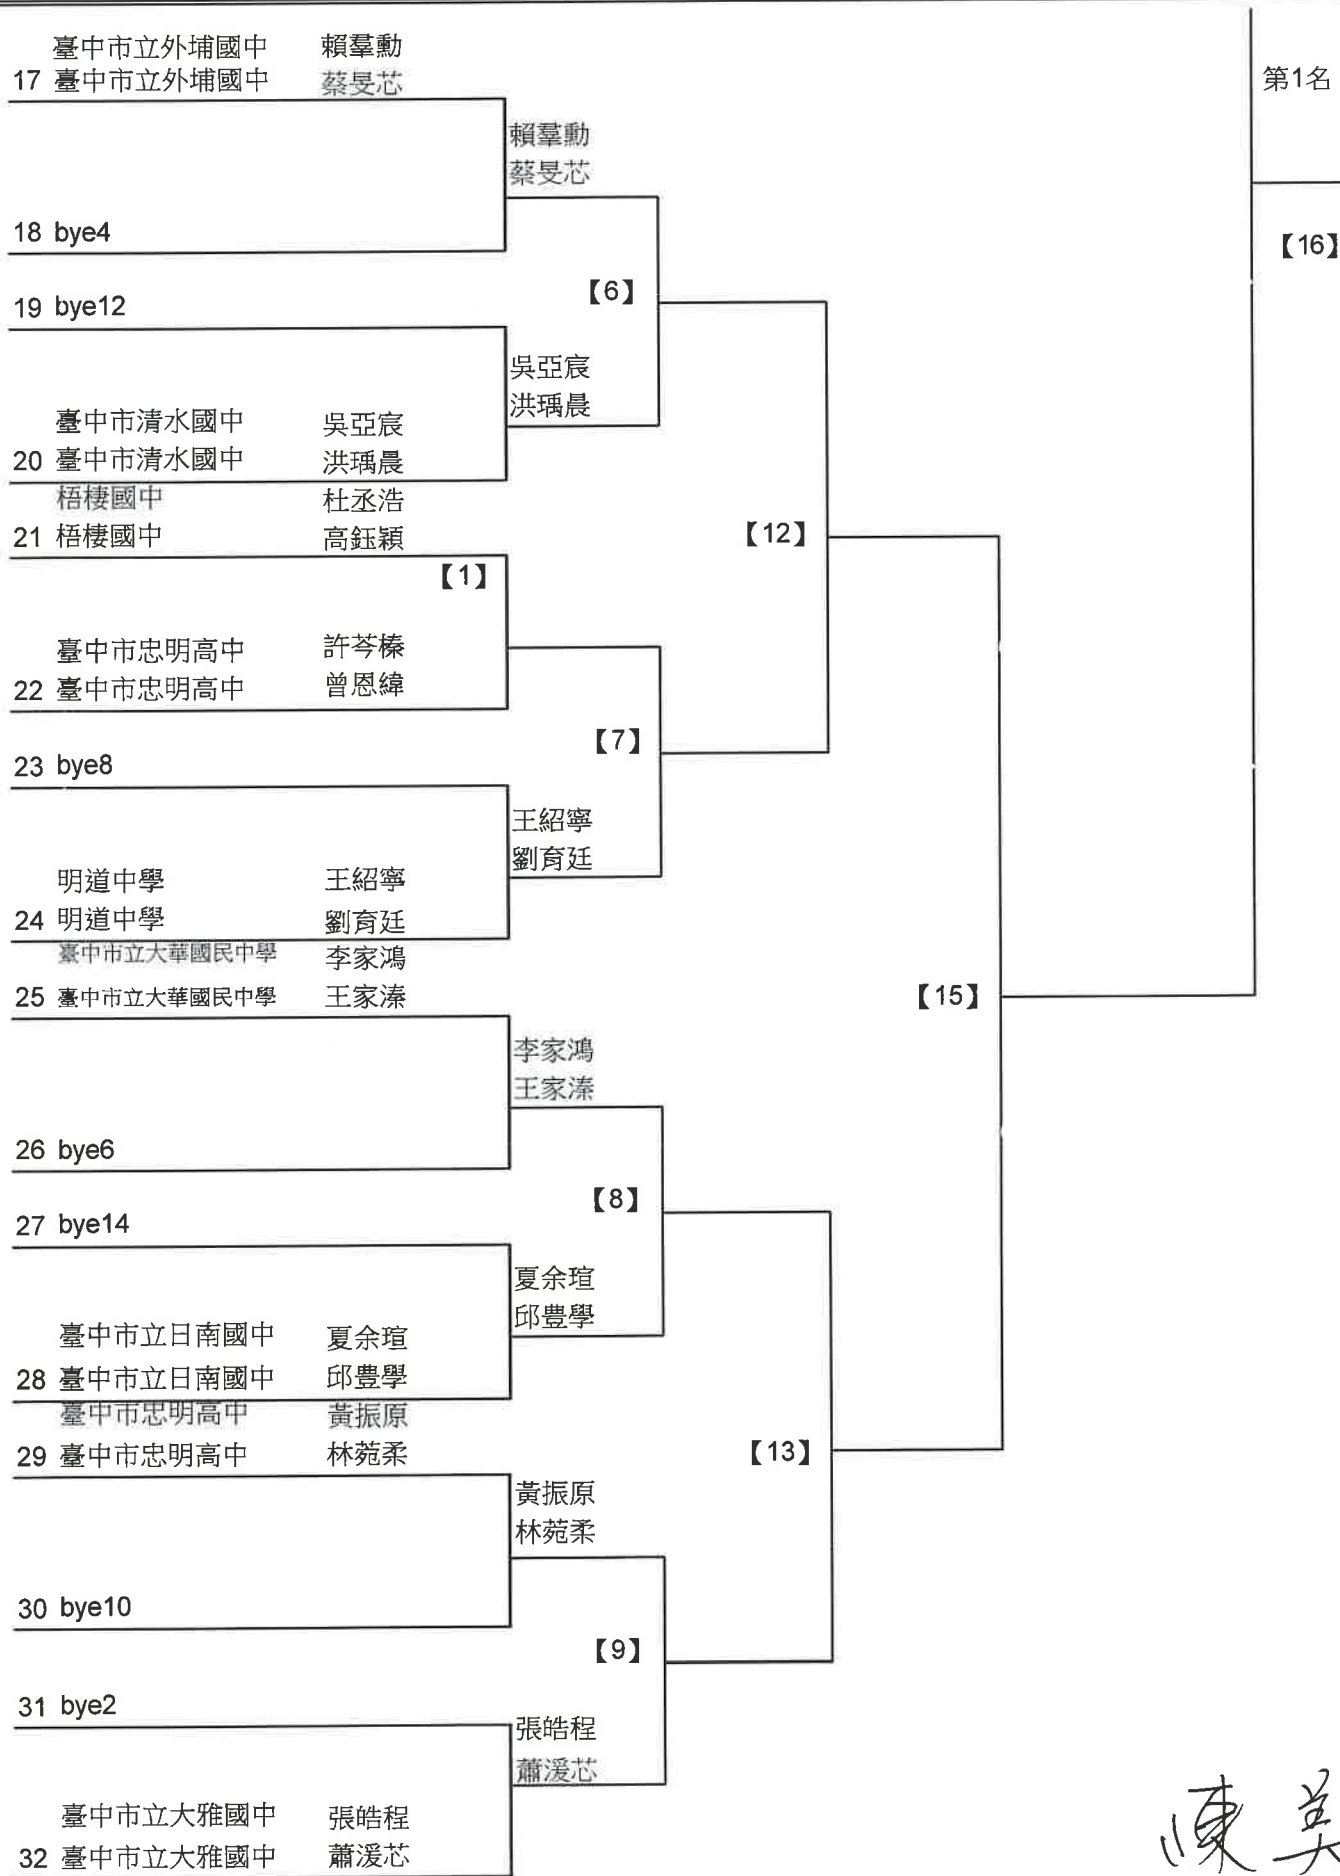 臺中市立外埔國中 賴羣勳
17 臺中市立外埔國中 蔡旻芯
第1名
賴羣勳
蔡旻芯
18 bye4
【16】
19 bye12
【6】
吳亞宸
洪瑀晨
臺中市清水國中 吳亞宸
20 臺中市清水國中 洪瑀晨
梧棲國中 杜丞浩
21 梧棲國中 高鈺穎
【12】
【1】
臺中市忠明高中 許芩榛
22 臺中市忠明高中 曾恩緯
【7】
23 bye8
王紹寧
劉育廷
明道中學 王紹寧
24 明道中學 劉育廷
臺中市立大華國民中學 李家鴻
25 臺中市立大華國民中學 王家溱
【15】
李家鴻
王家溱
26 bye6
【8】
27 bye14
夏余瑄
邱豊學
臺中市立日南國中 夏余瑄
28 臺中市立日南國中 邱豊學
臺中市忠明高中 黃振原
29 臺中市忠明高中 林菀柔
【13】
黃振原
林菀柔
30 bye10
【9】
31 bye2
張皓程
蕭湲芯
臺中市立大雅國中 張皓程
32 臺中市立大雅國中 蕭湲芯
陳美